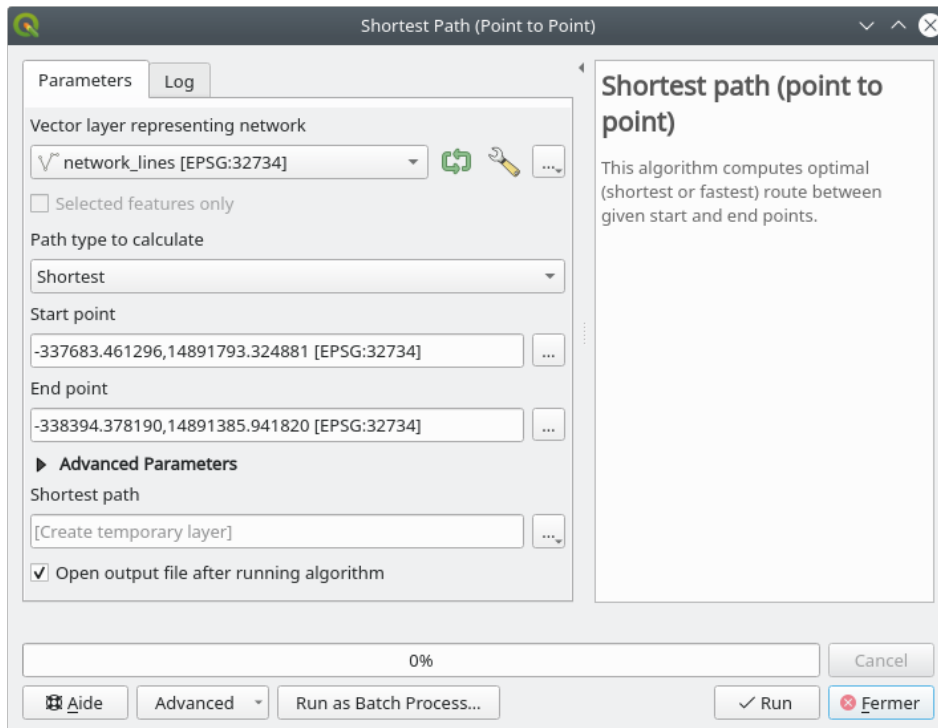 Shortest Path (Point to Point)
Parameters
Log
Vector layer representing network
network_lines [EPSG:32734]
...
Selected features only
Path type to calculate
Shortest
Start point
-337683.461296,14891793.324881 [EPSG:32734]
...
End point
-338394.378190,14891385.941820 [EPSG:32734]
...
Advanced Parameters
Shortest path
[Create temporary layer]
...
Open output file after running algorithm
Shortest path (point to
point)
This algorithm computes optimal
(shortest or fastest) route between
given start and end points.
0%
Cancel
Aide
Advanced
Run as Batch Process...
Run
Fermer